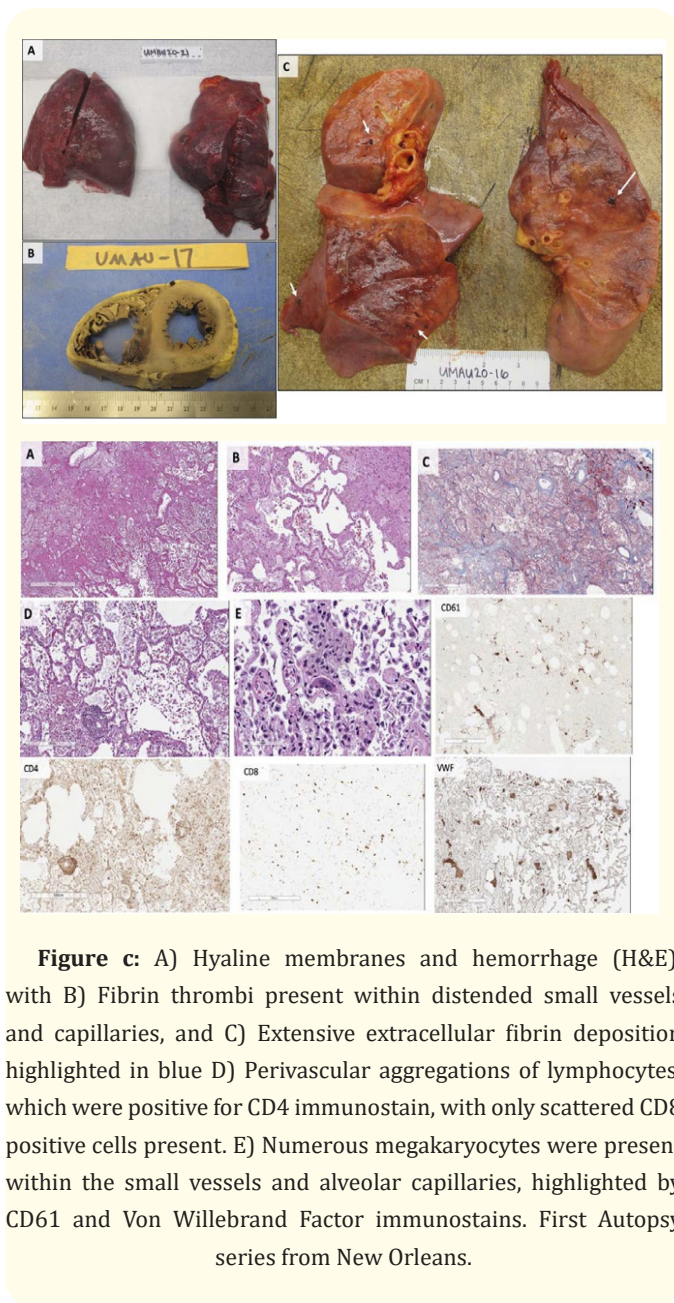 A
UMAU20-21
C
B
UMAU-17
UMAU20-16
A
B
C
D
E
CD61
CD4
CD8
VWF
Figure c: A) Hyaline membranes and hemorrhage (H&E)
with B) Fibrin thrombi present within distended small vessels
and capillaries, and C) Extensive extracellular fibrin deposition
highlighted in blue D) Perivascular aggregations of lymphocytes
which were positive for CD4 immunostain, with only scattered CD8
positive cells present. E) Numerous megakaryocytes were presen
within the small vessels and alveolar capillaries, highlighted by
CD61 and Von Willebrand Factor immunostains. First Autopsy
series from New Orleans.